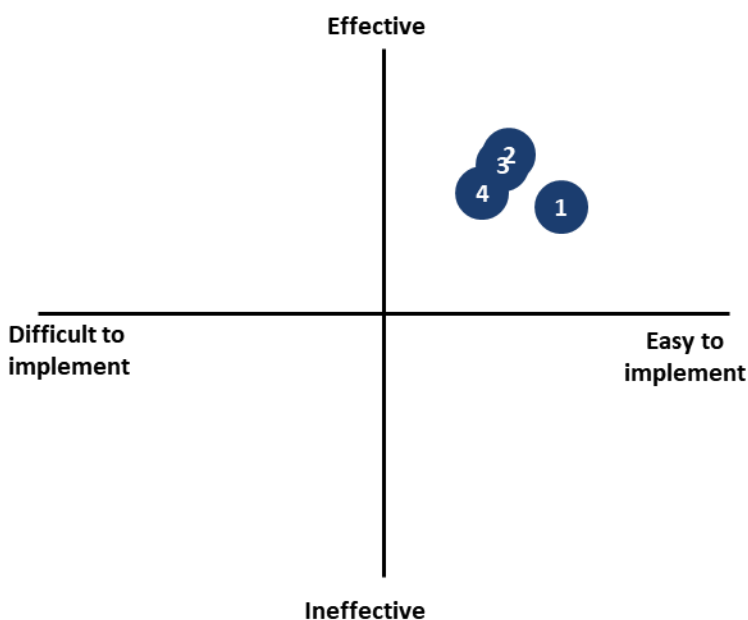 Effective
2
3
4
1
Difficult to
implement
Easy to
implement
Ineffective